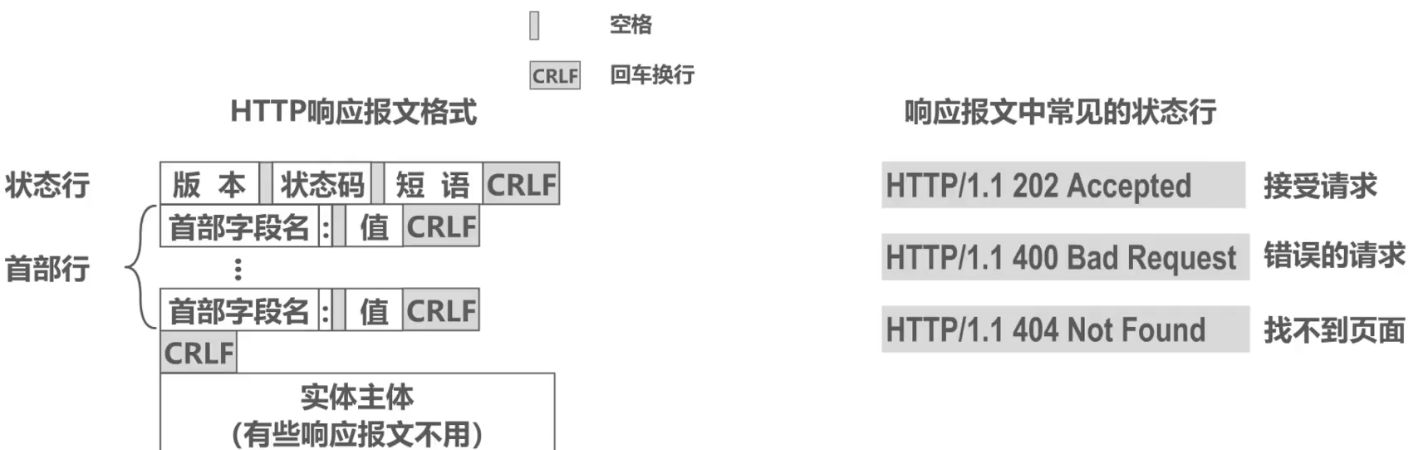 空格
CRLF 回车换行
HTTP响应报文格式
响应报文中常见的状态行
状态行 版 本 状态码 短 语 CRLF
首部字段名 : 值 CRLF
首部行
⋮
首部字段名 : 值 CRLF
CRLF
实体主体
(有些响应报文不用)
HTTP/1.1 202 Accepted 接受请求
HTTP/1.1 400 Bad Request 错误的请求
HTTP/1.1 404 Not Found 找不到页面